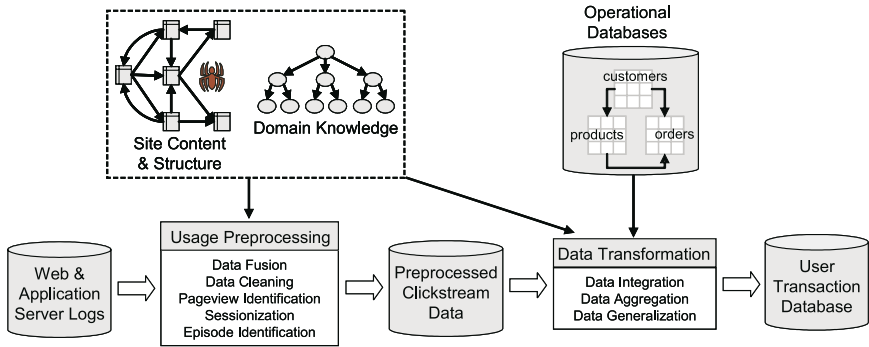 Operational
Databases
customers
products
orders
Site Content
& Structure
Domain Knowledge
Web &
Application
Server Logs
Usage Preprocessing
Data Fusion
Data Cleaning
Pageview Identification
Sessionization
Episode Identification
Preprocessed
Clickstream
Data
Data Transformation
Data Integration
Data Aggregation
Data Generalization
User
Transaction
Database